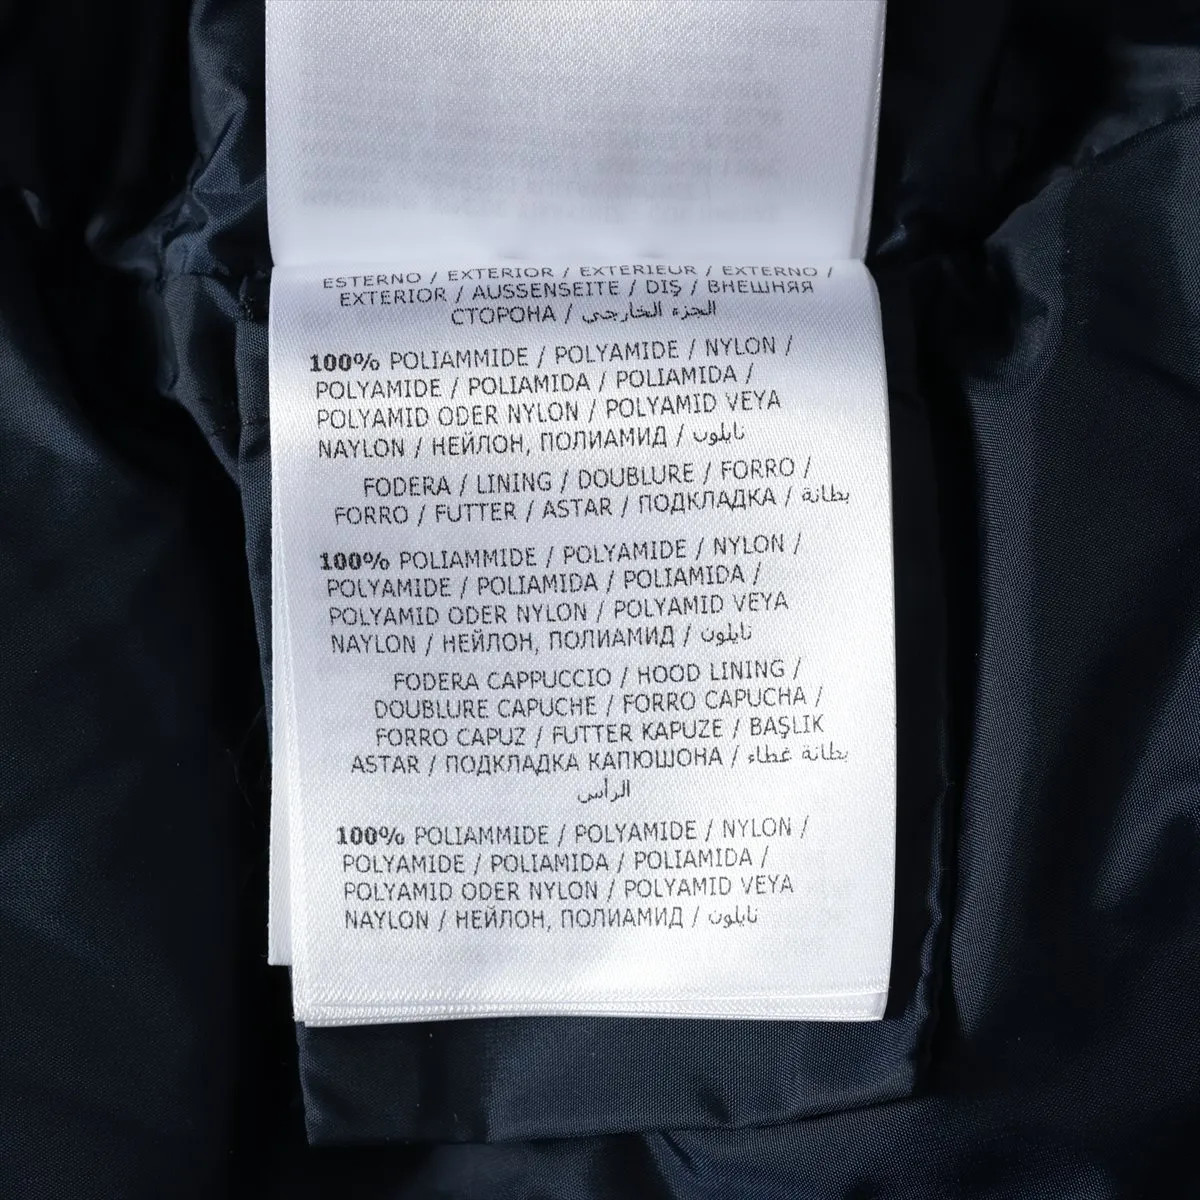 ESTERNO / EXTERIOR / EXTERIEUR / EXTERNO /
EXTERIOR / AUSSENSEITE / DIŞ / ВНЕШНЯЯ
СТОРОНА / الجزء الخارجي
100% POLIAMMIDE / POLYAMIDE / NYLON /
POLYAMIDE / POLIAMIDA / POLIAMIDA /
POLYAMID ODER NYLON / POLYAMID VEYA
NAYLON / НЕЙЛОН, ПОЛИАМИД / نايلون
FODERA / LINING / DOUBLURE / FORRO /
FORRO / FUTTER / ASTAR / ПОДКЛАДКА / بطانة
100% POLIAMMIDE / POLYAMIDE / NYLON /
POLYAMIDE / POLIAMIDA / POLIAMIDA /
POLYAMID ODER NYLON / POLYAMID VEYA
NAYLON / НЕЙЛОН, ПОЛИАМИД / نايلون
FODERA CAPPUCCIO / HOOD LINING /
DOUBLURE CAPUCHE / FORRO CAPUCHA /
FORRO CAPUZ / FUTTER KAPUZE / BAŞLIK
ASTAR / ПОДКЛАДКА КАПЮШОНА / بطانة غطاء
الرأس
100% POLIAMMIDE / POLYAMIDE / NYLON /
POLYAMIDE / POLIAMIDA / POLIAMIDA /
POLYAMID ODER NYLON / POLYAMID VEYA
NAYLON / НЕЙЛОН, ПОЛИАМИД / نايلون